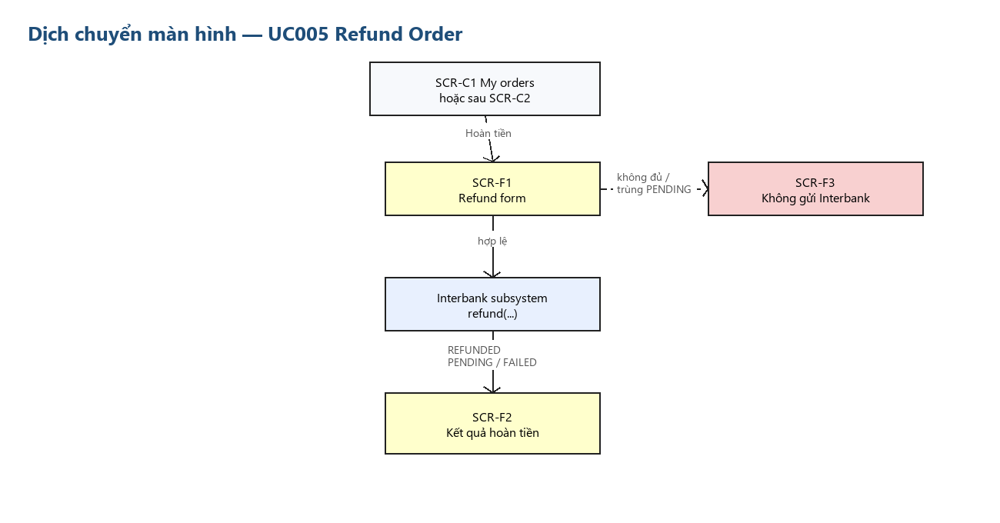 Dịch chuyển màn hình — UC005 Refund Order
SCR-C1 My orders
hoặc sau SCR-C2
Hoàn tiền
SCR-F1
Refund form
không đủ /
trùng PENDING
SCR-F3
Không gửi Interbank
hợp lệ
Interbank subsystem
refund(...)
REFUNDED
PENDING / FAILED
SCR-F2
Kết quả hoàn tiền